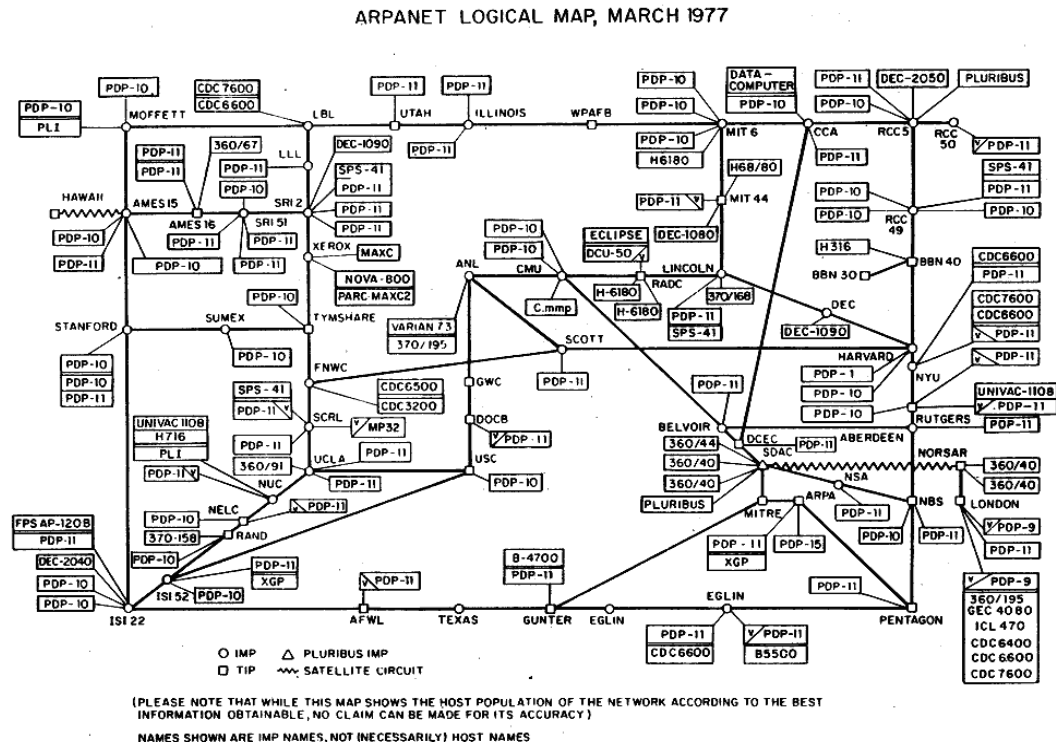 ARPANET LOGICAL MAP, MARCH 1977
PDP-10
PLI
PDP-10
MOFFETT
CDC7600
CDC6600
LBL
PDP-11
UTAH
PDP-11
ILLINOIS
PDP-11
WPAFB
PDP-10
PDP-10
PDP-10
H6180
MIT 6
DATA-
COMPUTER
PDP-10
CCA
PDP-11
PDP-11
PDP-10
DEC-2050
PLURIBUS
RCC 5
RCC
50
PDP-11
LLL
PDP-11
PDP-11
PDP-11
360/67
PDP-10
DEC-1090
SPS-41
PDP-11
PDP-11
PDP-11
HAWAII
AMES15
AMES16
SRI 51
SRI 2
PDP-10
PDP-11
PDP-10
PDP-11
PDP-11
PDP-11
H68/80
PDP-11
MIT 44
DEC-1080
PDP-10
PDP-10
RCC
49
SPS-41
PDP-11
PDP-10
XEROX
MAXC
NOVA-800
PARC-MAXC2
PDP-10
PDP-10
ANL
CMU
C.mmp
ECLIPSE
DCU-50
RADC
H-6180
H-6180
LINCOLN
370/168
PDP-11
SPS-41
H316
BBN 30
BBN 40
DEC
DEC-1090
CDC6600
PDP-11
CDC7600
CDC6600
PDP-11
PDP-11
STANFORD
SUMEX
PDP-10
TYMSHARE
PDP-10
PDP-10
PDP-10
PDP-11
VARIAN 73
370/195
SCOTT
PDP-11
HARVARD
PDP-1
PDP-10
PDP-10
NYU
FNWC
CDC6500
CDC3200
GWC
SPS-41
PDP-11
SCRL
MP32
DOCB
PDP-11
PDP-11
BELVOIR
UNIVAC-1108
PDP-11
RUTGERS
PDP-11
ABERDEEN
UNIVAC1108
H716
PLI
PDP-11
PDP-11
360/91
UCLA
PDP-11
PDP-11
USC
PDP-10
360/44
360/40
360/40
PLURIBUS
DCEC
PDP-11
SDAC
NORSAR
360/40
360/40
NUC
NSA
PDP-11
NELC
PDP-11
PDP-10
370-158
RAND
PDP-10
MITRE
ARPA
PDP-11
XGP
PDP-15
NBS
PDP-10
PDP-11
LONDON
PDP-9
PDP-11
FPS AP-120B
PDP-11
DEC-2040
PDP-10
PDP-10
ISI 52
PDP-11
XGP
PDP-10
B-4700
PDP-11
PDP-11
PDP-11
PDP-9
360/195
GEC 4080
ICL 470
CDC6400
CDC6600
CDC7600
ISI 22
AFWL
TEXAS
GUNTER
EGLIN
EGLIN
PDP-11
CDC6600
PDP-11
B5500
PENTAGON
IMP
PLURIBUS IMP
TIP
SATELLITE CIRCUIT
(PLEASE NOTE THAT WHILE THIS MAP SHOWS THE HOST POPULATION OF THE NETWORK ACCORDING TO THE BEST
INFORMATION OBTAINABLE, NO CLAIM CAN BE MADE FOR ITS ACCURACY)
NAMES SHOWN ARE IMP NAMES, NOT (NECESSARILY) HOST NAMES